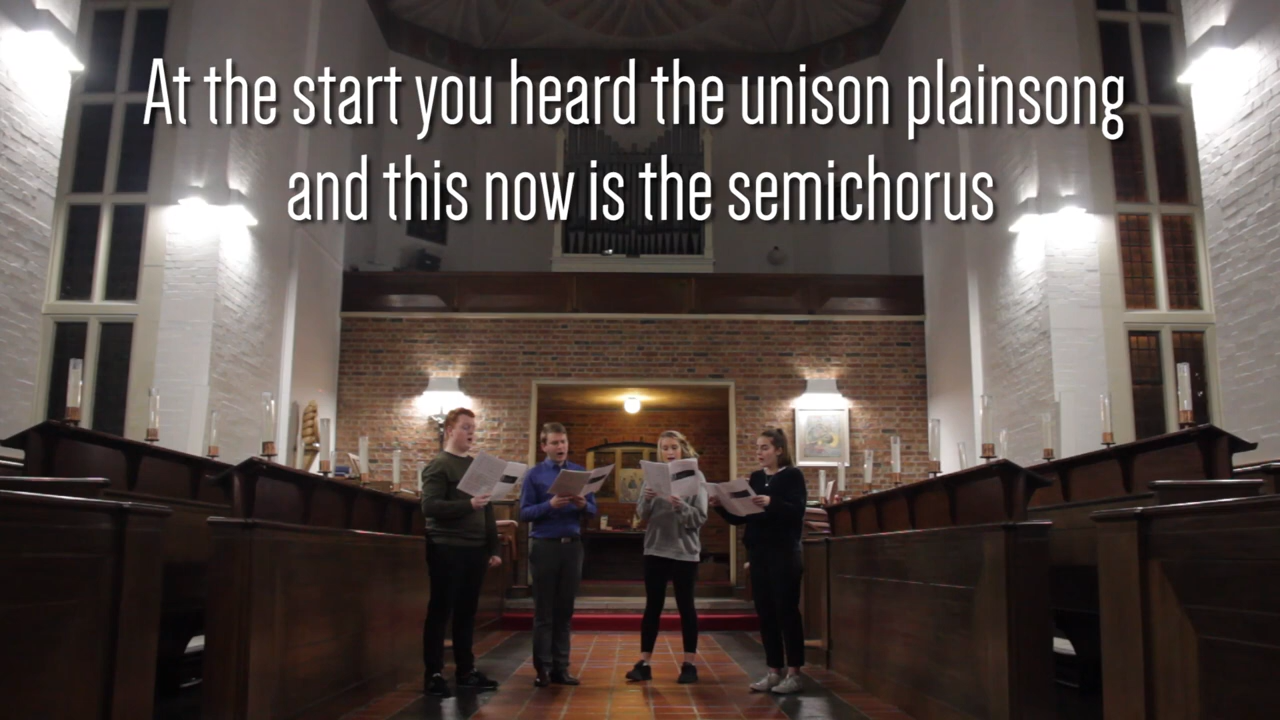 At the start you heard the unison plainsong
and this now is the semichorus